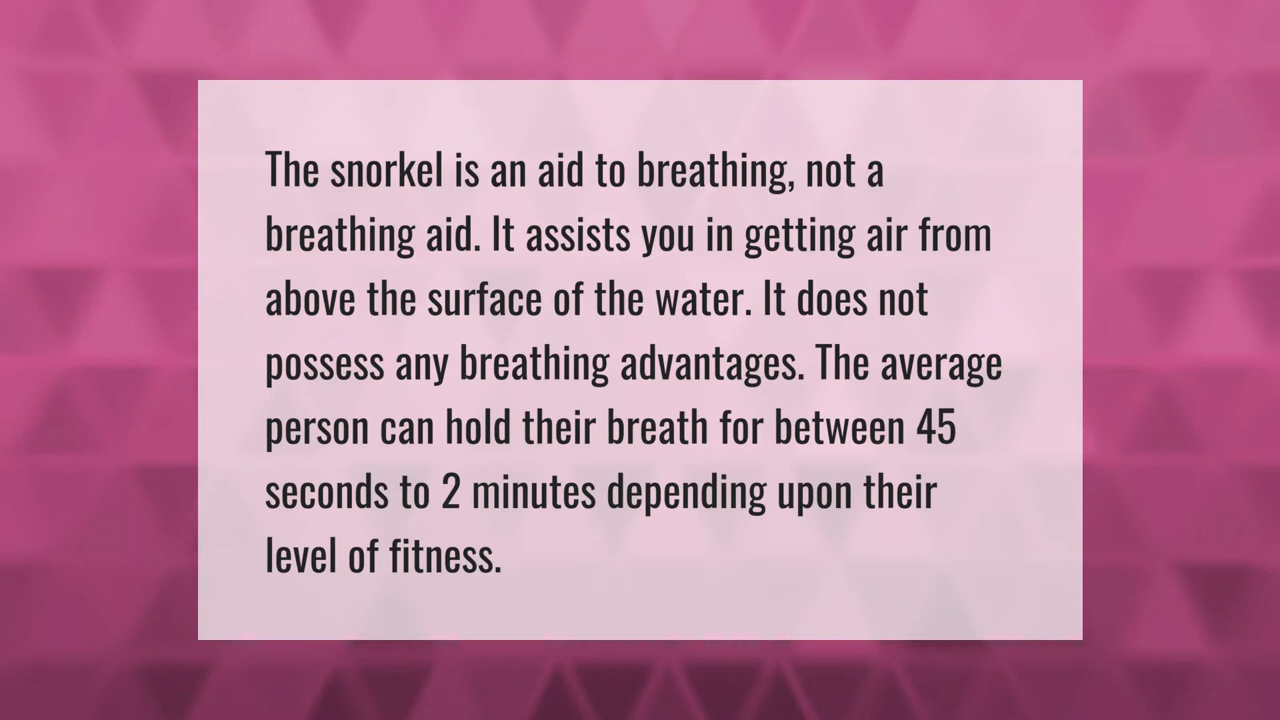 The snorkel is an aid to breathing, not a
breathing aid. It assists you in getting air from
above the surface of the water. It does not
possess any breathing advantages. The average
person can hold their breath for between 45
seconds to 2 minutes depending upon their
level of fitness.